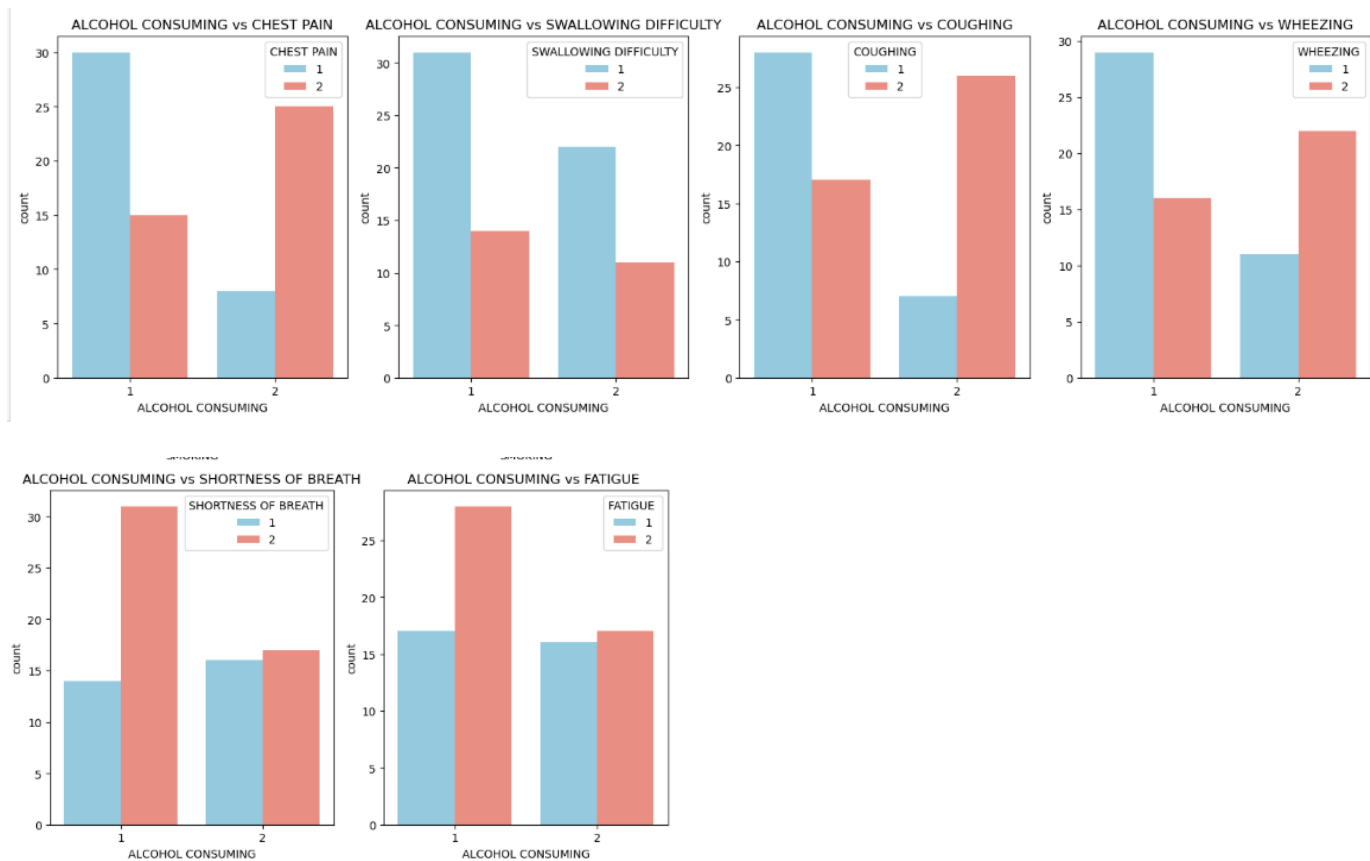 ALCOHOL CONSUMING vs CHEST PAIN
CHEST PAIN
1
2
count
30
25
20
15
10
5
0
1
2
ALCOHOL CONSUMING
ALCOHOL CONSUMING vs SWALLOWING DIFFICULTY
SWALLOWING DIFFICULTY
1
2
count
30
25
20
15
10
5
0
1
2
ALCOHOL CONSUMING
ALCOHOL CONSUMING vs COUGHING
COUGHING
1
2
count
25
20
15
10
5
0
1
2
ALCOHOL CONSUMING
ALCOHOL CONSUMING vs WHEEZING
WHEEZING
1
2
count
30
25
20
15
10
5
0
1
2
ALCOHOL CONSUMING
SMOKING
ALCOHOL CONSUMING vs SHORTNESS OF BREATH
SHORTNESS OF BREATH
1
2
count
30
25
20
15
10
5
0
1
2
ALCOHOL CONSUMING
SMOKING
ALCOHOL CONSUMING vs FATIGUE
FATIGUE
1
2
count
25
20
15
10
5
0
1
2
ALCOHOL CONSUMING